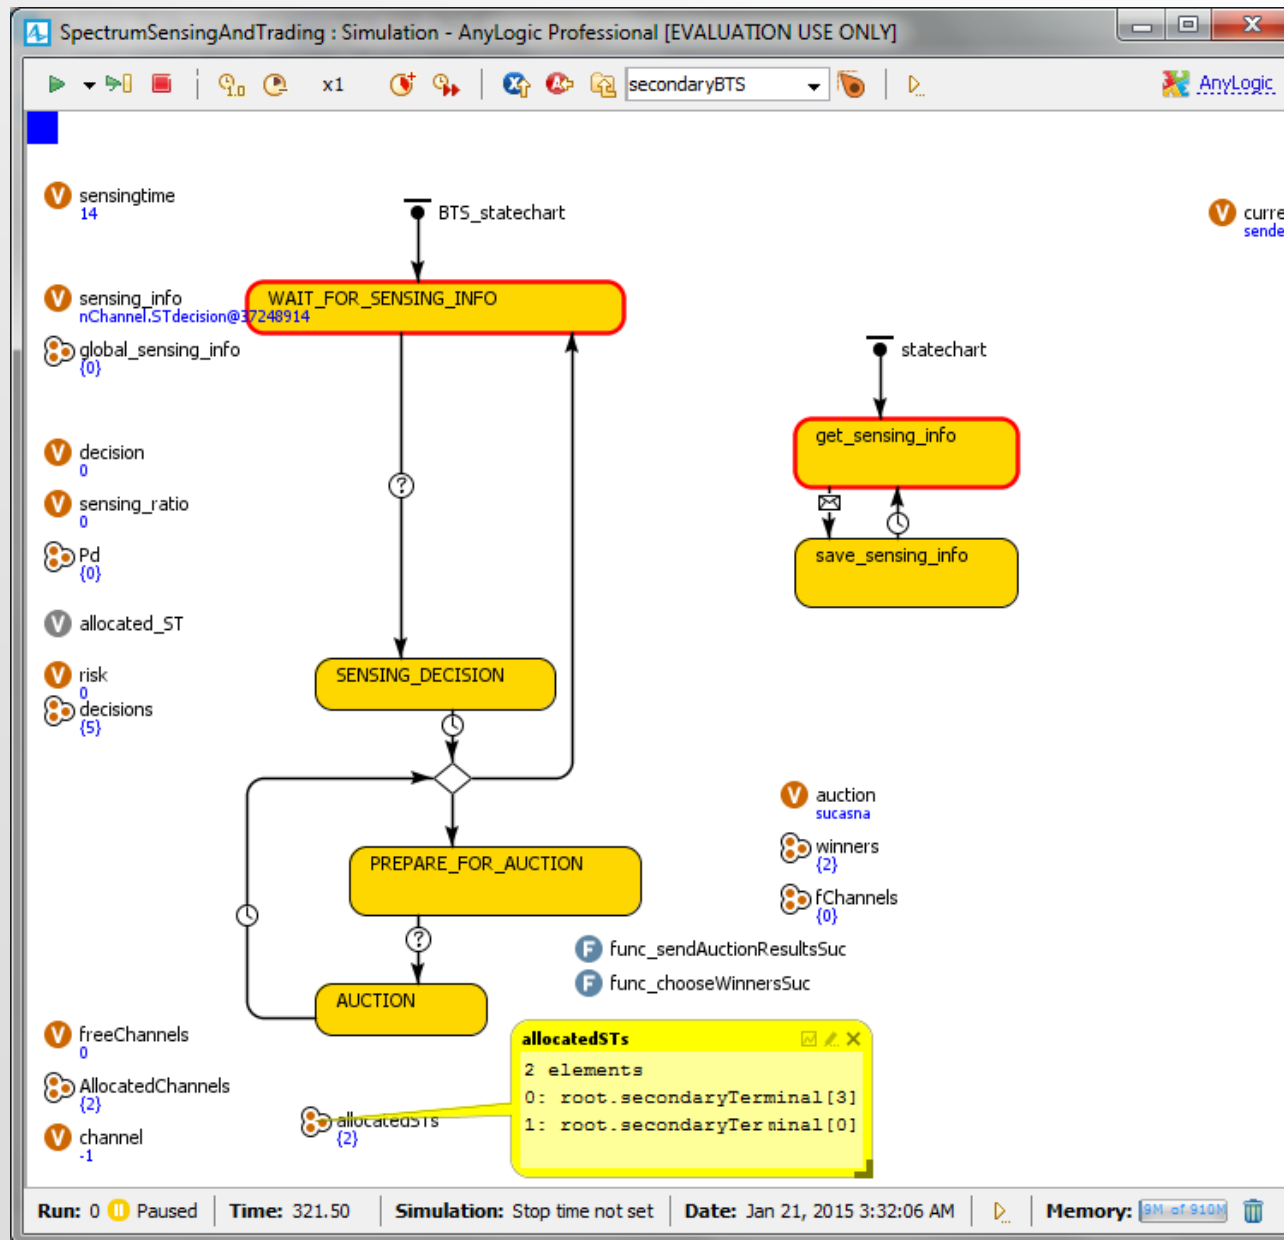 SpectrumSensingAndTrading : Simulation - AnyLogic Professional [EVALUATION USE ONLY]
x1
secondaryBTS
AnyLogic
sensingtime
14
BTS_statechart
curre
sende
sensing_info
nChannel.STdecision@37248914
WAIT_FOR_SENSING_INFO
global_sensing_info
{0}
statechart
get_sensing_info
decision
0
sensing_ratio
0
Pd
{0}
save_sensing_info
allocated_ST
risk
0
decisions
{5}
SENSING_DECISION
auction
sucasna
winners
{2}
fChannels
{0}
PREPARE_FOR_AUCTION
func_sendAuctionResultsSuc
func_chooseWinnersSuc
AUCTION
freeChannels
0
AllocatedChannels
{2}
channel
-1
allocatedSTs
{2}
allocatedSTs
2 elements
0: root.secondaryTerminal[3]
1: root.secondaryTerminal[0]
Run: 0 Paused Time: 321.50 Simulation: Stop time not set Date: Jan 21, 2015 3:32:06 AM Memory: 9M of 910M